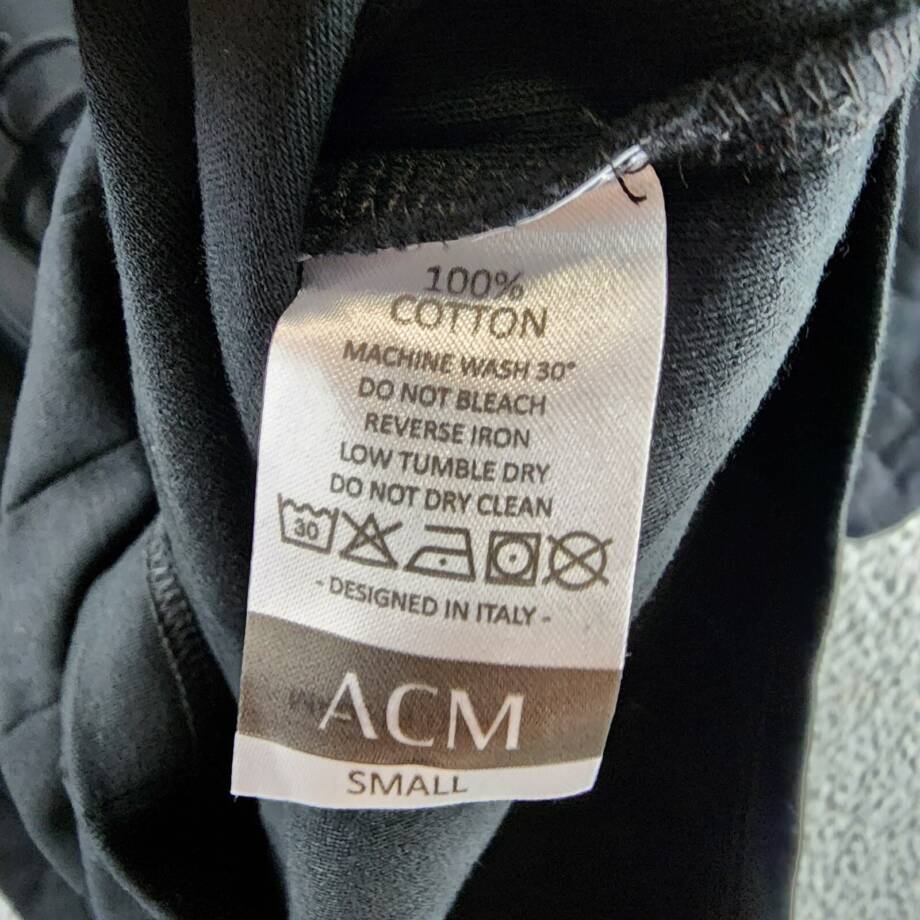 100%
COTTON
MACHINE WASH 30°
DO NOT BLEACH
REVERSE IRON
LOW TUMBLE DRY
DO NOT DRY CLEAN
30
- DESIGNED IN ITALY -
ACM
SMALL